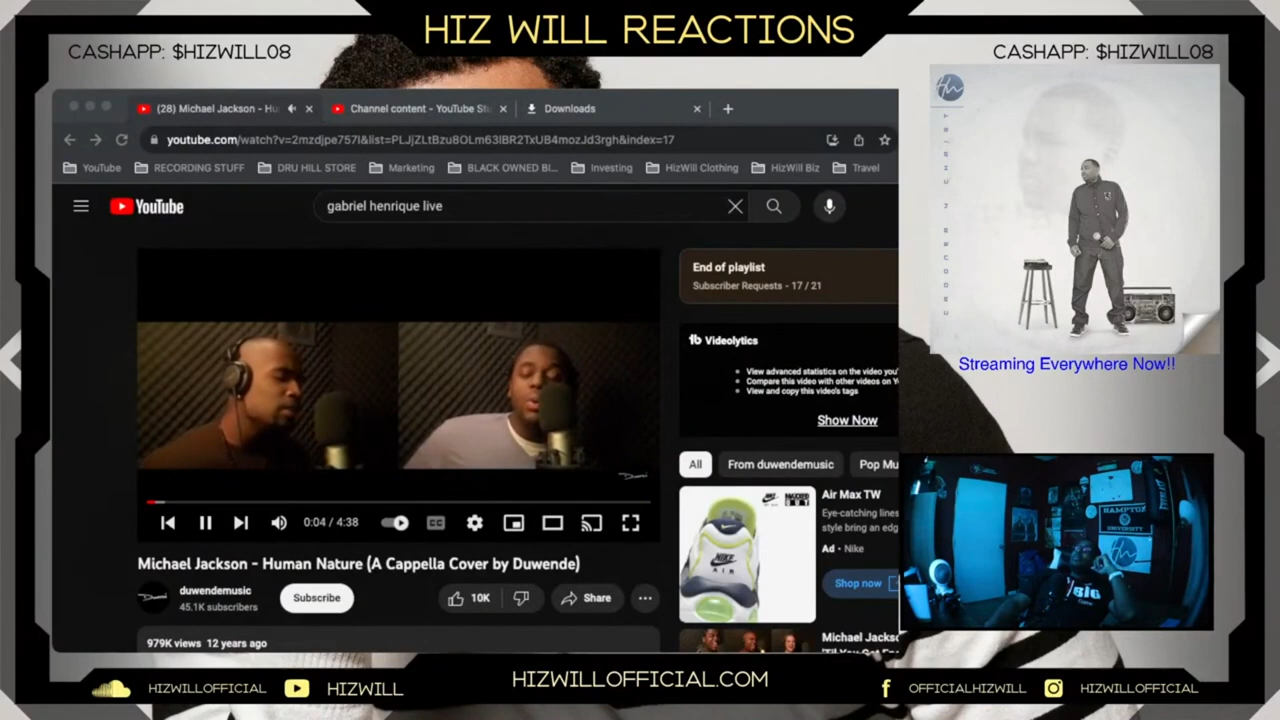 HIZ WILL REACTIONS
CASHAPP: $HIZWILL08
CASHAPP: $HIZWILL08
(28) Michael Jackson - Hu
Channel content - YouTube Stu
Downloads
youtube.com/watch?v=2mzdjpe757I&list=PLJjZLtBzu8OLm63IBR2TxUB4mozJd3rgh&index=17
YouTube
RECORDING STUFF
DRU HILL STORE
Marketing
BLACK OWNED BI...
Investing
HizWill Clothing
HizWill Biz
Travel
YouTube
gabriel henrique live
End of playlist
Subscriber Requests - 17 / 21
Videolytics
View advanced statistics on the video you'
Compare this video with other videos on Y
View and copy this video's tags
Show Now
All
From duwendemusic
Pop Mu
0:04 / 4:38
CC
Air Max TW
Eye-catching lines
style bring an edg
Ad • Nike
Shop now
Michael Jackson - Human Nature (A Cappella Cover by Duwende)
duwendemusic
45.1K subscribers
Subscribe
10K
Share
979K views 12 years ago
Michael Jackso
Streaming Everywhere Now!!
HAMPTON
UNIVERSITY
BIG
HIZWILLOFFICIAL
HIZWILL
HIZWILLOFFICIAL.COM
OFFICIALHIZWILL
HIZWILLOFFICIAL